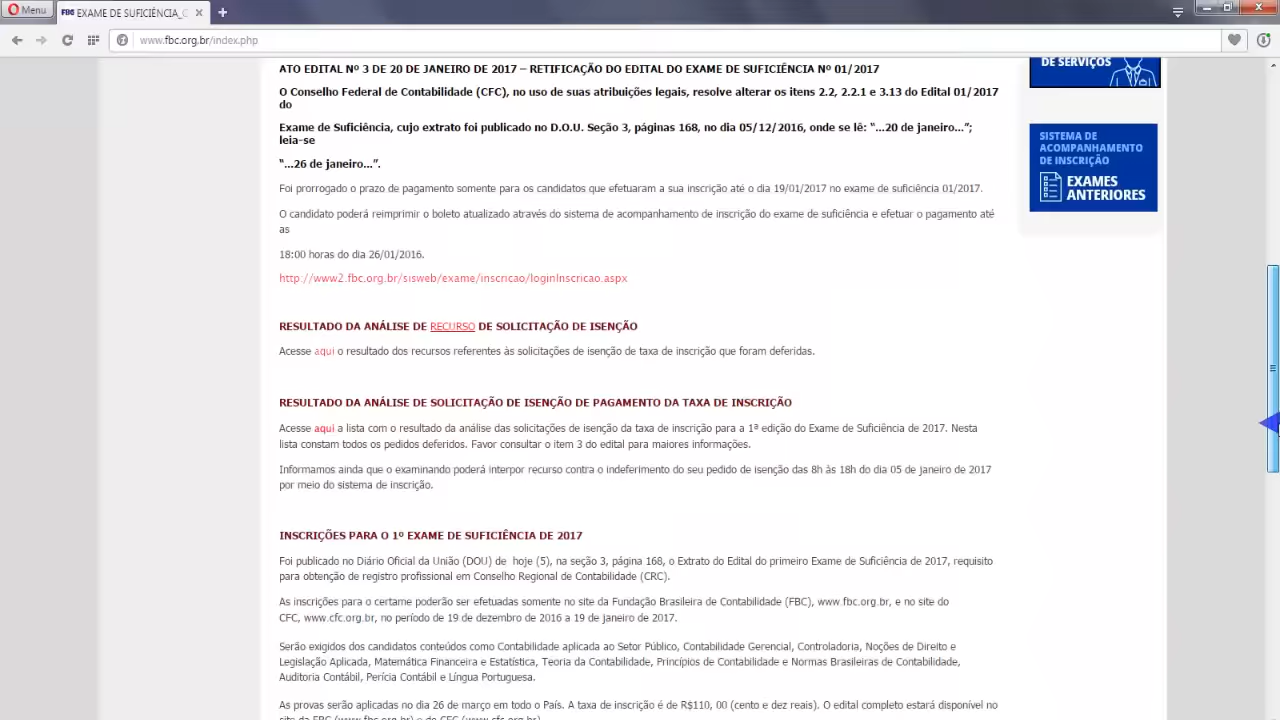 Menu
FBC EXAME DE SUFICIÊNCIA_C
www.fbc.org.br/index.php
DE SERVIÇOS
ATO EDITAL Nº 3 DE 20 DE JANEIRO DE 2017 – RETIFICAÇÃO DO EDITAL DO EXAME DE SUFICIÊNCIA Nº 01/2017
O Conselho Federal de Contabilidade (CFC), no uso de suas atribuições legais, resolve alterar os itens 2.2, 2.2.1 e 3.13 do Edital 01/2017
do
Exame de Suficiência, cujo extrato foi publicado no D.O.U. Seção 3, páginas 168, no dia 05/12/2016, onde se lê: “...20 de janeiro...”;
leia-se
“...26 de janeiro...”.
Foi prorrogado o prazo de pagamento somente para os candidatos que efetuaram a sua inscrição até o dia 19/01/2017 no exame de suficiência 01/2017.
O candidato poderá reimprimir o boleto atualizado através do sistema de acompanhamento de inscrição do exame de suficiência e efetuar o pagamento até
as
18:00 horas do dia 26/01/2016.
http://www2.fbc.org.br/sisweb/exame/inscricao/loginInscricao.aspx
SISTEMA DE
ACOMPANHAMENTO
DE INSCRIÇÃO
EXAMES
ANTERIORES
RESULTADO DA ANÁLISE DE RECURSO DE SOLICITAÇÃO DE ISENÇÃO
Acesse aqui o resultado dos recursos referentes às solicitações de isenção de taxa de inscrição que foram deferidas.
RESULTADO DA ANÁLISE DE SOLICITAÇÃO DE ISENÇÃO DE PAGAMENTO DA TAXA DE INSCRIÇÃO
Acesse aqui a lista com o resultado da análise das solicitações de isenção da taxa de inscrição para a 1ª edição do Exame de Suficiência de 2017. Nesta
lista constam todos os pedidos deferidos. Favor consultar o item 3 do edital para maiores informações.
Informamos ainda que o examinando poderá interpor recurso contra o indeferimento do seu pedido de isenção das 8h às 18h do dia 05 de janeiro de 2017
por meio do sistema de inscrição.
INSCRIÇÕES PARA O 1º EXAME DE SUFICIÊNCIA DE 2017
Foi publicado no Diário Oficial da União (DOU) de hoje (5), na seção 3, página 168, o Extrato do Edital do primeiro Exame de Suficiência de 2017, requisito
para obtenção de registro profissional em Conselho Regional de Contabilidade (CRC).
As inscrições para o certame poderão ser efetuadas somente no site da Fundação Brasileira de Contabilidade (FBC), www.fbc.org.br, e no site do
CFC, www.cfc.org.br, no período de 19 de dezembro de 2016 a 19 de janeiro de 2017.
Serão exigidos dos candidatos conteúdos como Contabilidade aplicada ao Setor Público, Contabilidade Gerencial, Controladoria, Noções de Direito e
Legislação Aplicada, Matemática Financeira e Estatística, Teoria da Contabilidade, Princípios de Contabilidade e Normas Brasileiras de Contabilidade,
Auditoria Contábil, Perícia Contábil e Língua Portuguesa.
As provas serão aplicadas no dia 26 de março em todo o País. A taxa de inscrição é de R$110, 00 (cento e dez reais). O edital completo estará disponível no
site da FBC (www.fbc.org.br) e do CFC (www.cfc.org.br)